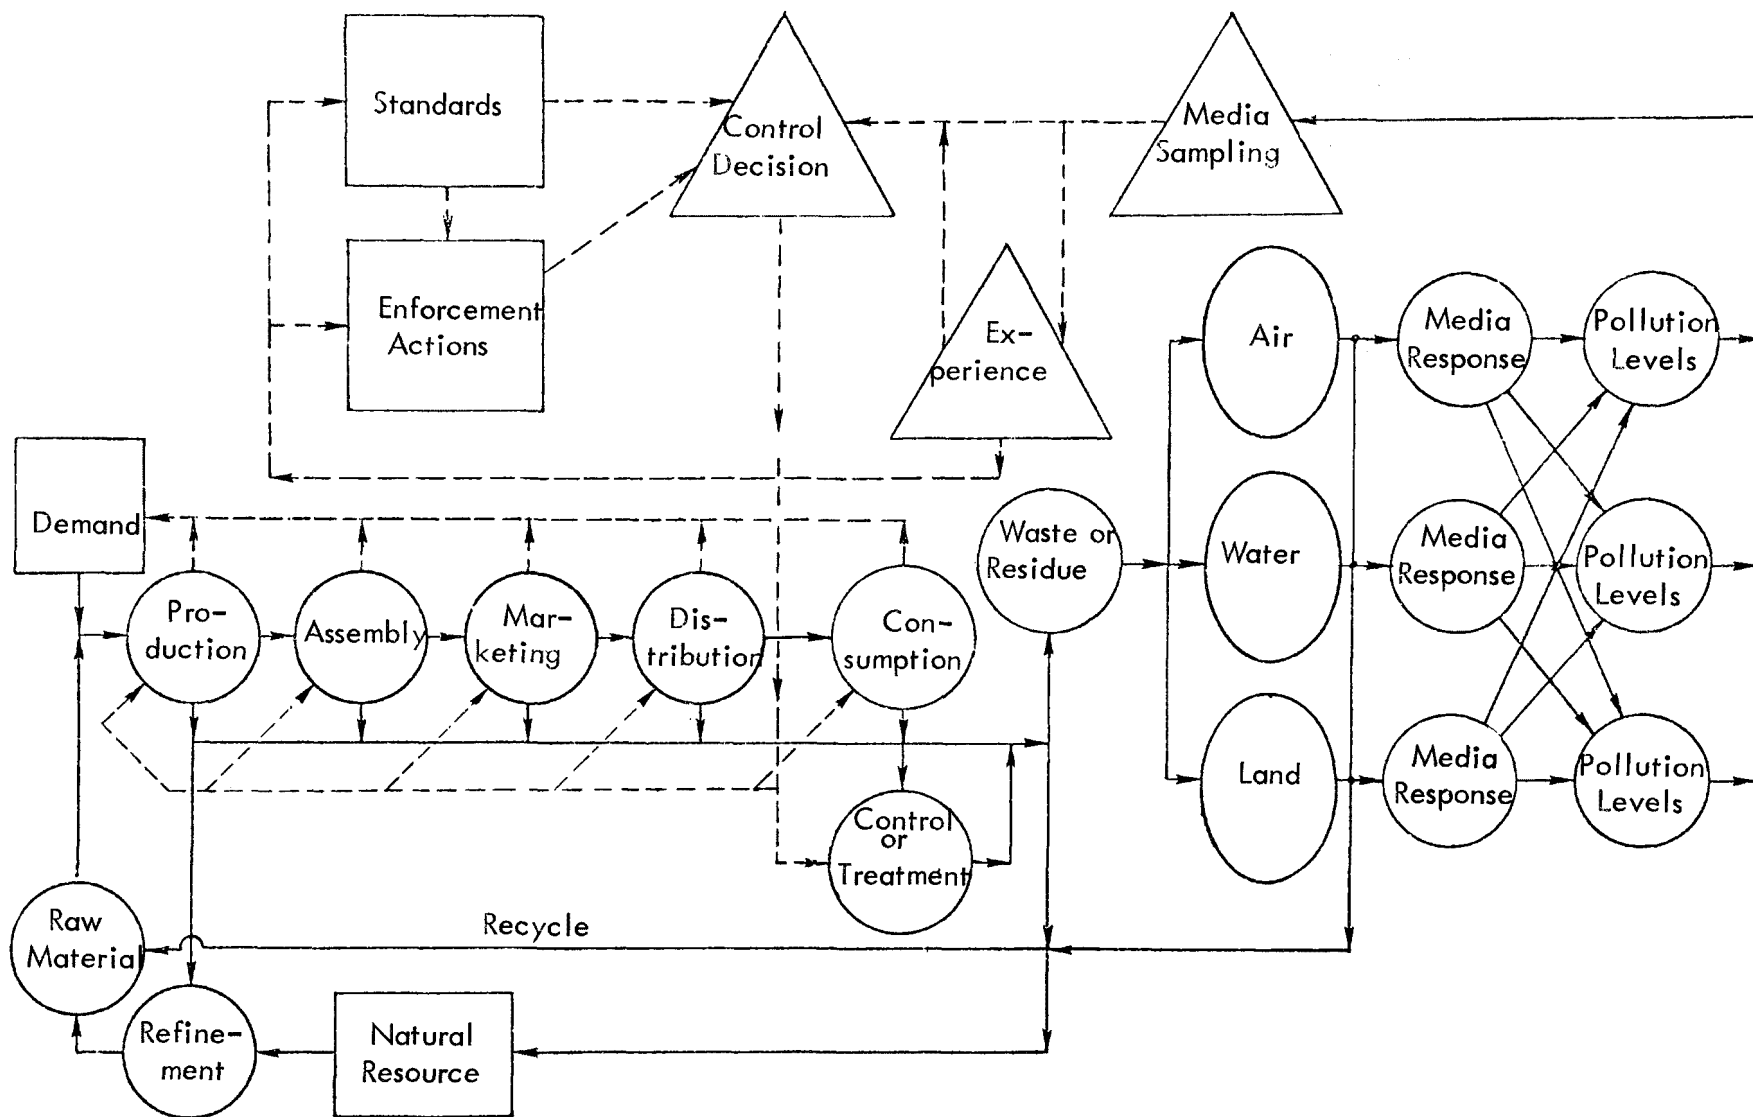 Standards
Control
Decision
Media
Sampling
Enforcement
Actions
Ex-
perience
Air
Media
Response
Pollution
Levels
Demand
Waste or
Residue
Water
Media
Response
Pollution
Levels
Pro-
duction
Assembly
Mar-
keting
Dis-
tribution
Con-
sumption
Land
Media
Response
Pollution
Levels
Control
or
Treatment
Raw
Material
Recycle
Refine-
ment
Natural
Resource